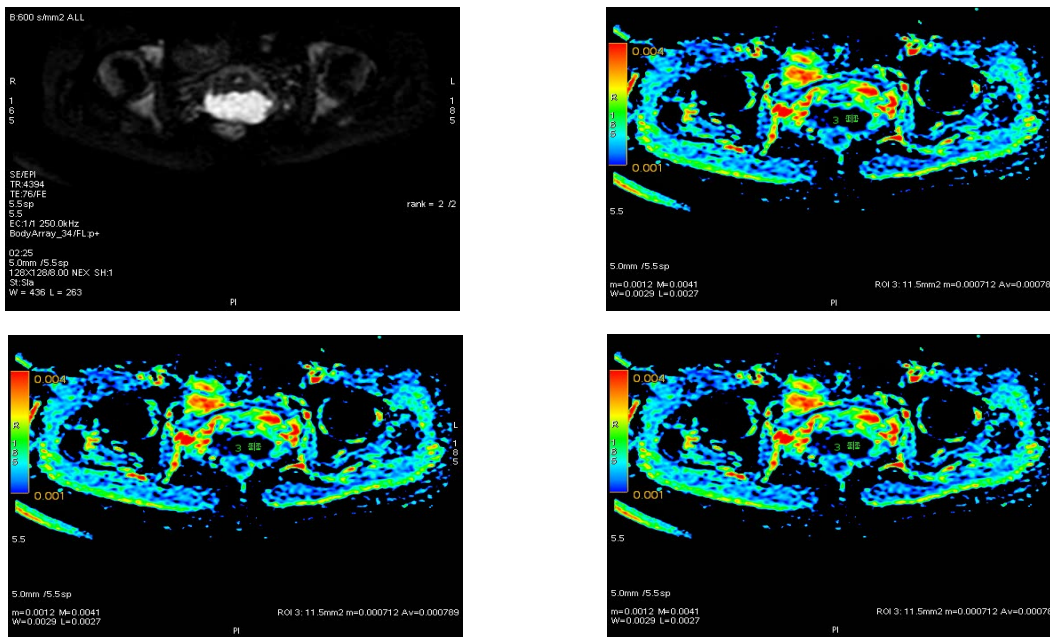 B:600 s/mm2 ALL
R
1
6
5
L
1
8
5
SE/EPI
TR:4394
TE:76/FE
5.5sp
5.5
EC:1/1 250.0kHz
BodyArray_34/FL:p+
rank = 2 /2
02:25
5.0mm /5.5sp
128X128/8.00 NEX SH:1
St:Sla
W = 436 L = 263
PI
0.004
R
0.001
3
5.5
5.0mm /5.5sp
m=0.0012 M=0.0041
W=0.0029 L=0.0027
ROI 3: 11.5mm2 m=0.000712 Av=0.00078
PI
0.004
R
L
1
8
5
0.001
3
5.5
5.0mm /5.5sp
m=0.0012 M=0.0041
W=0.0029 L=0.0027
ROI 3: 11.5mm2 m=0.000712 Av=0.000789
PI
0.004
R
0.001
3
5.5
5.0mm /5.5sp
m=0.0012 M=0.0041
W=0.0029 L=0.0027
ROI 3: 11.5mm2 m=0.000712 Av=0.00078
PI